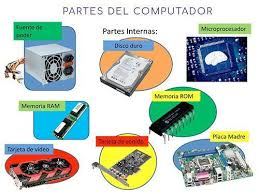 PARTES DEL COMPUTADOR
Fuente de
poder
Partes Internas:
Disco duro
Microprocesador
Memoria RAM
Memoria ROM
Tarjeta de video
Tarjeta de sonido
Placa Madre